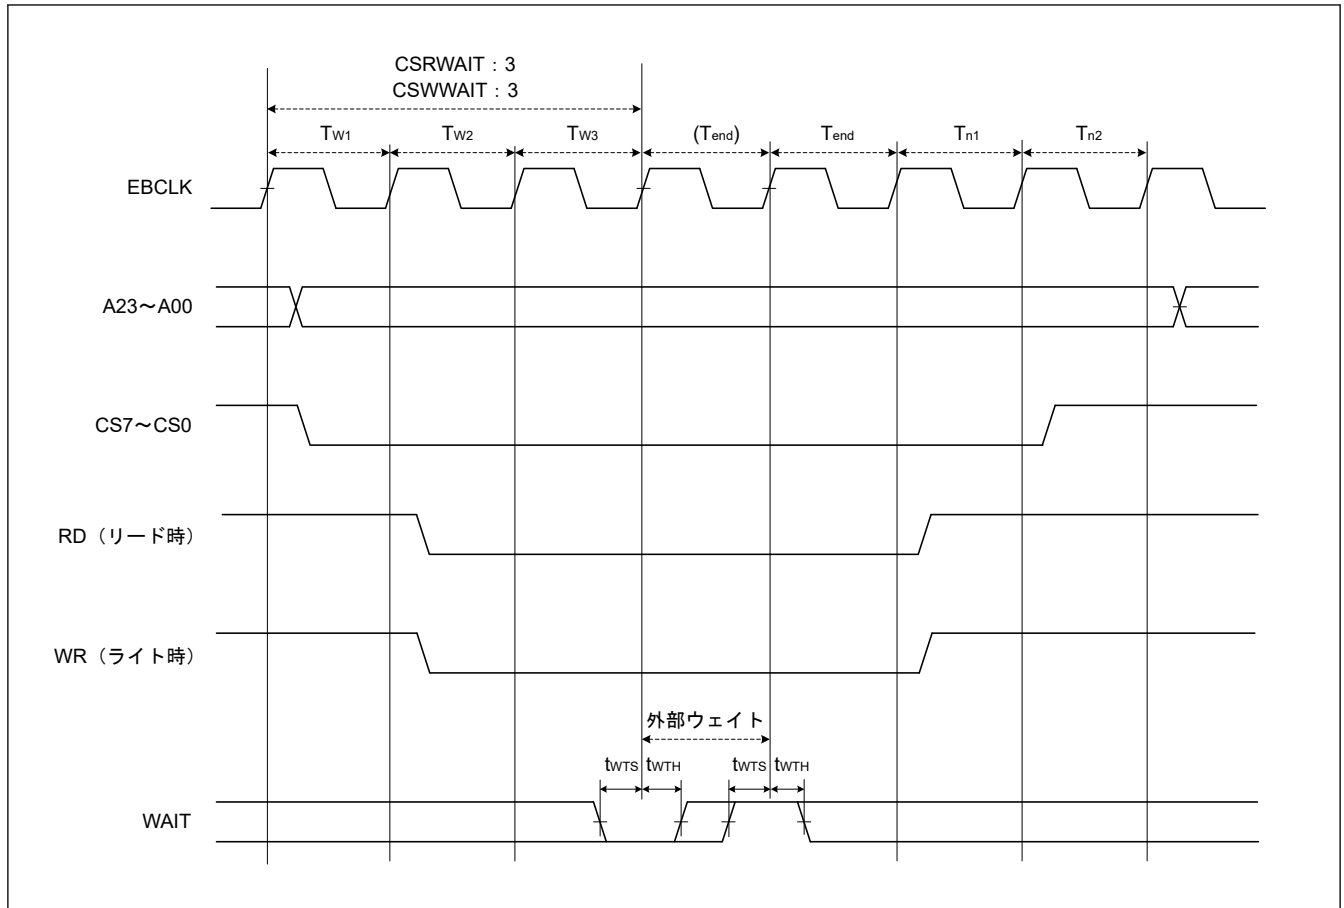 CSRWAIT：3
CSWWAIT：3
TW1 TW2 TW3 (Tend) Tend Tn1 Tn2
EBCLK
A23～A00
CS7～CS0
RD（リード時）
WR（ライト時）
外部ウェイト
tWTS tWTH tWTS tWTH
WAIT